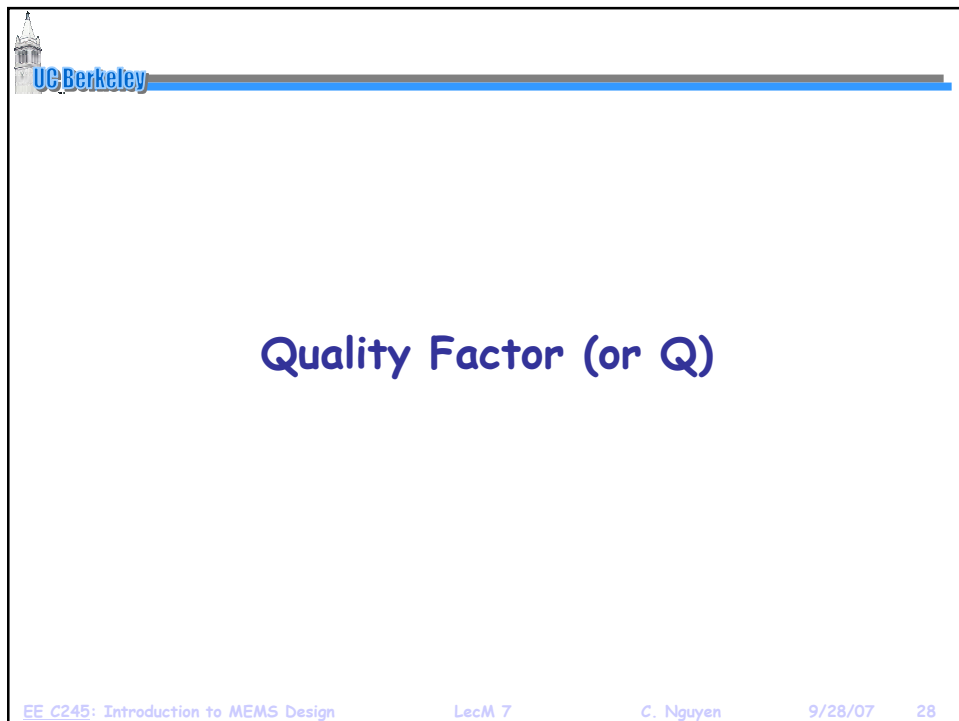 UC Berkeley
Quality Factor (or Q)
EE C245: Introduction to MEMS Design LecM 7 C. Nguyen 9/28/07 28